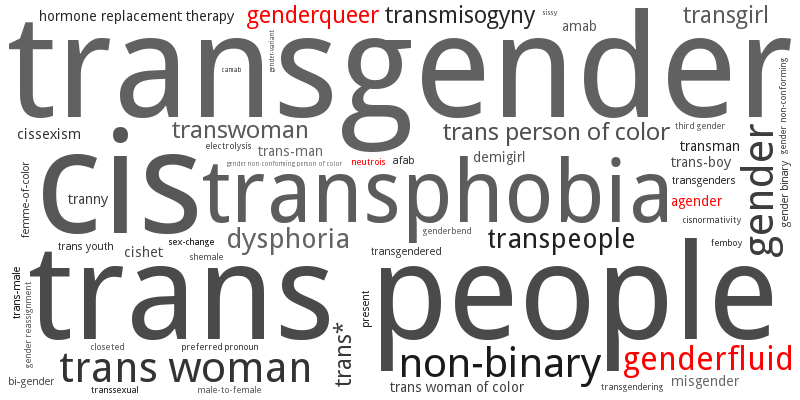 hormone replacement therapy
genderqueer
transmisogyny
sissy
amab
transgirl
transgender
gender-variant
camab
cissexism
transwoman
electrolysis
trans person of color
third gender
gender non-conforming
transman
trans-man
gender non-conforming person of color
neutrois
afab
demigirl
trans-boy
gender
cis
transphobia
transgenders
gender binary
femme-of-color
tranny
agender
cisnormativity
trans youth
cishet
sex-change
shemale
dysphoria
genderbend
transgendered
transpeople
femboy
trans people
trans-male
gender reassignment
present
closeted
preferred pronoun
trans*
non-binary
genderfluid
bi-gender
trans woman
transsexual
male-to-female
trans woman of color
transgendering
misgender